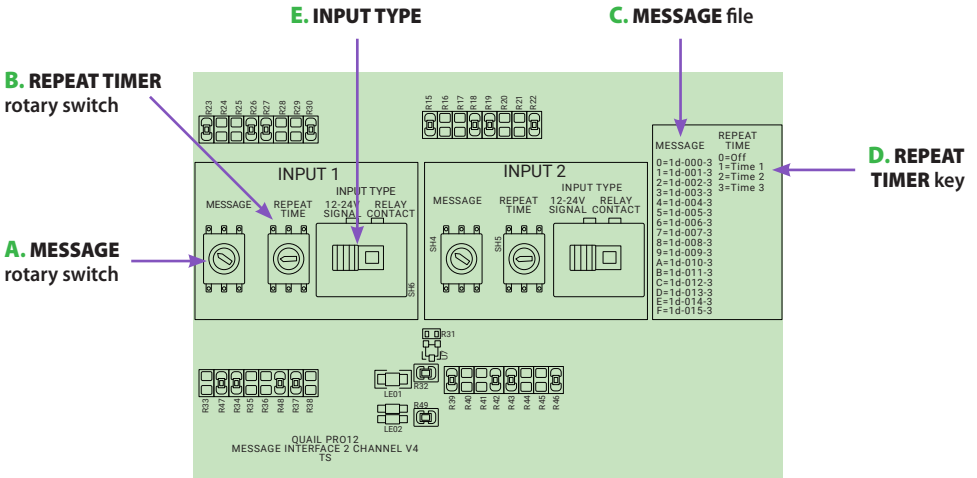 E. INPUT TYPE
C. MESSAGE file
B. REPEAT TIMER
rotary switch
A. MESSAGE
rotary switch
D. REPEAT
TIMER key
R23
R24
R25
R26
R27
R28
R29
R30
R15
R16
R17
R18
R19
R20
R21
R22
INPUT 1
MESSAGE
REPEAT
TIME
INPUT TYPE
12-24V RELAY
SIGNAL CONTACT
SH6
INPUT 2
MESSAGE
REPEAT
TIME
INPUT TYPE
12-24V RELAY
SIGNAL CONTACT
SH4
SH5
MESSAGE
0=1d-000-3
1=1d-001-3
2=1d-002-3
3=1d-003-3
4=1d-004-3
5=1d-005-3
6=1d-006-3
7=1d-007-3
8=1d-008-3
9=1d-009-3
A=1d-010-3
B=1d-011-3
C=1d-012-3
D=1d-013-3
E=1d-014-3
F=1d-015-3
REPEAT
TIME
0=Off
1=Time 1
2=Time 2
3=Time 3
R31
R32
LE01
R49
LE02
R33
R47
R34
R35
R36
R48
R37
R38
R39
R40
R41
R42
R43
R44
R45
R46
QUAIL PRO12
MESSAGE INTERFACE 2 CHANNEL V4
TS